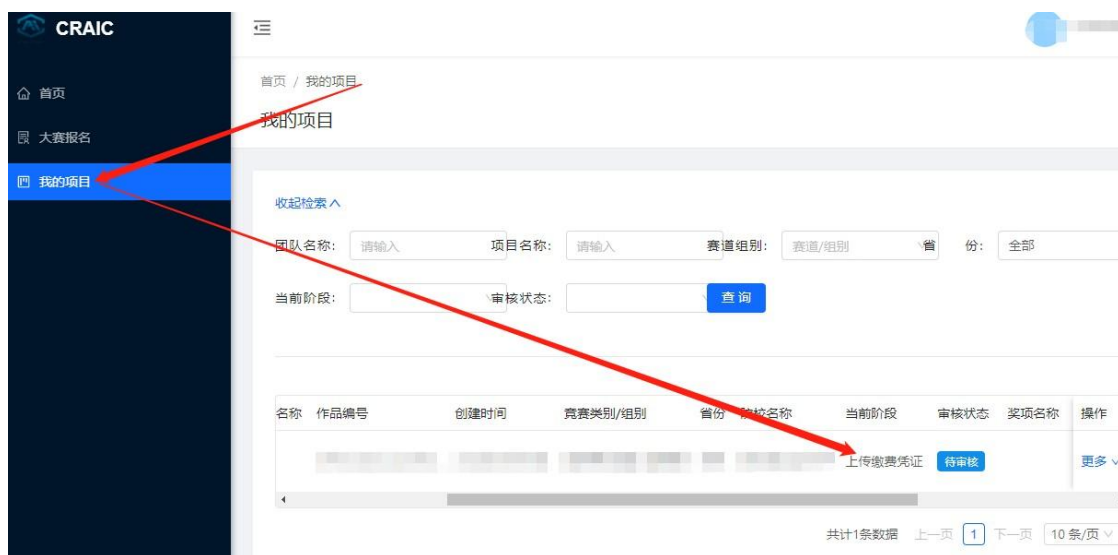 CRAIC
首页
大赛报名
我的项目
首页 / 我的项目
我的项目
收起检索
团队名称: 请输入 项目名称: 请输入 赛道组别: 赛道/组别 省 份: 全部
当前阶段: 审核状态: 查 询
名称 作品编号 创建时间 竞赛类别/组别 省份 院校名称 当前阶段 审核状态 奖项名称 操作
上传缴费凭证 待审核 更多
共计1条数据 上一页 1 下一页 10 条/页